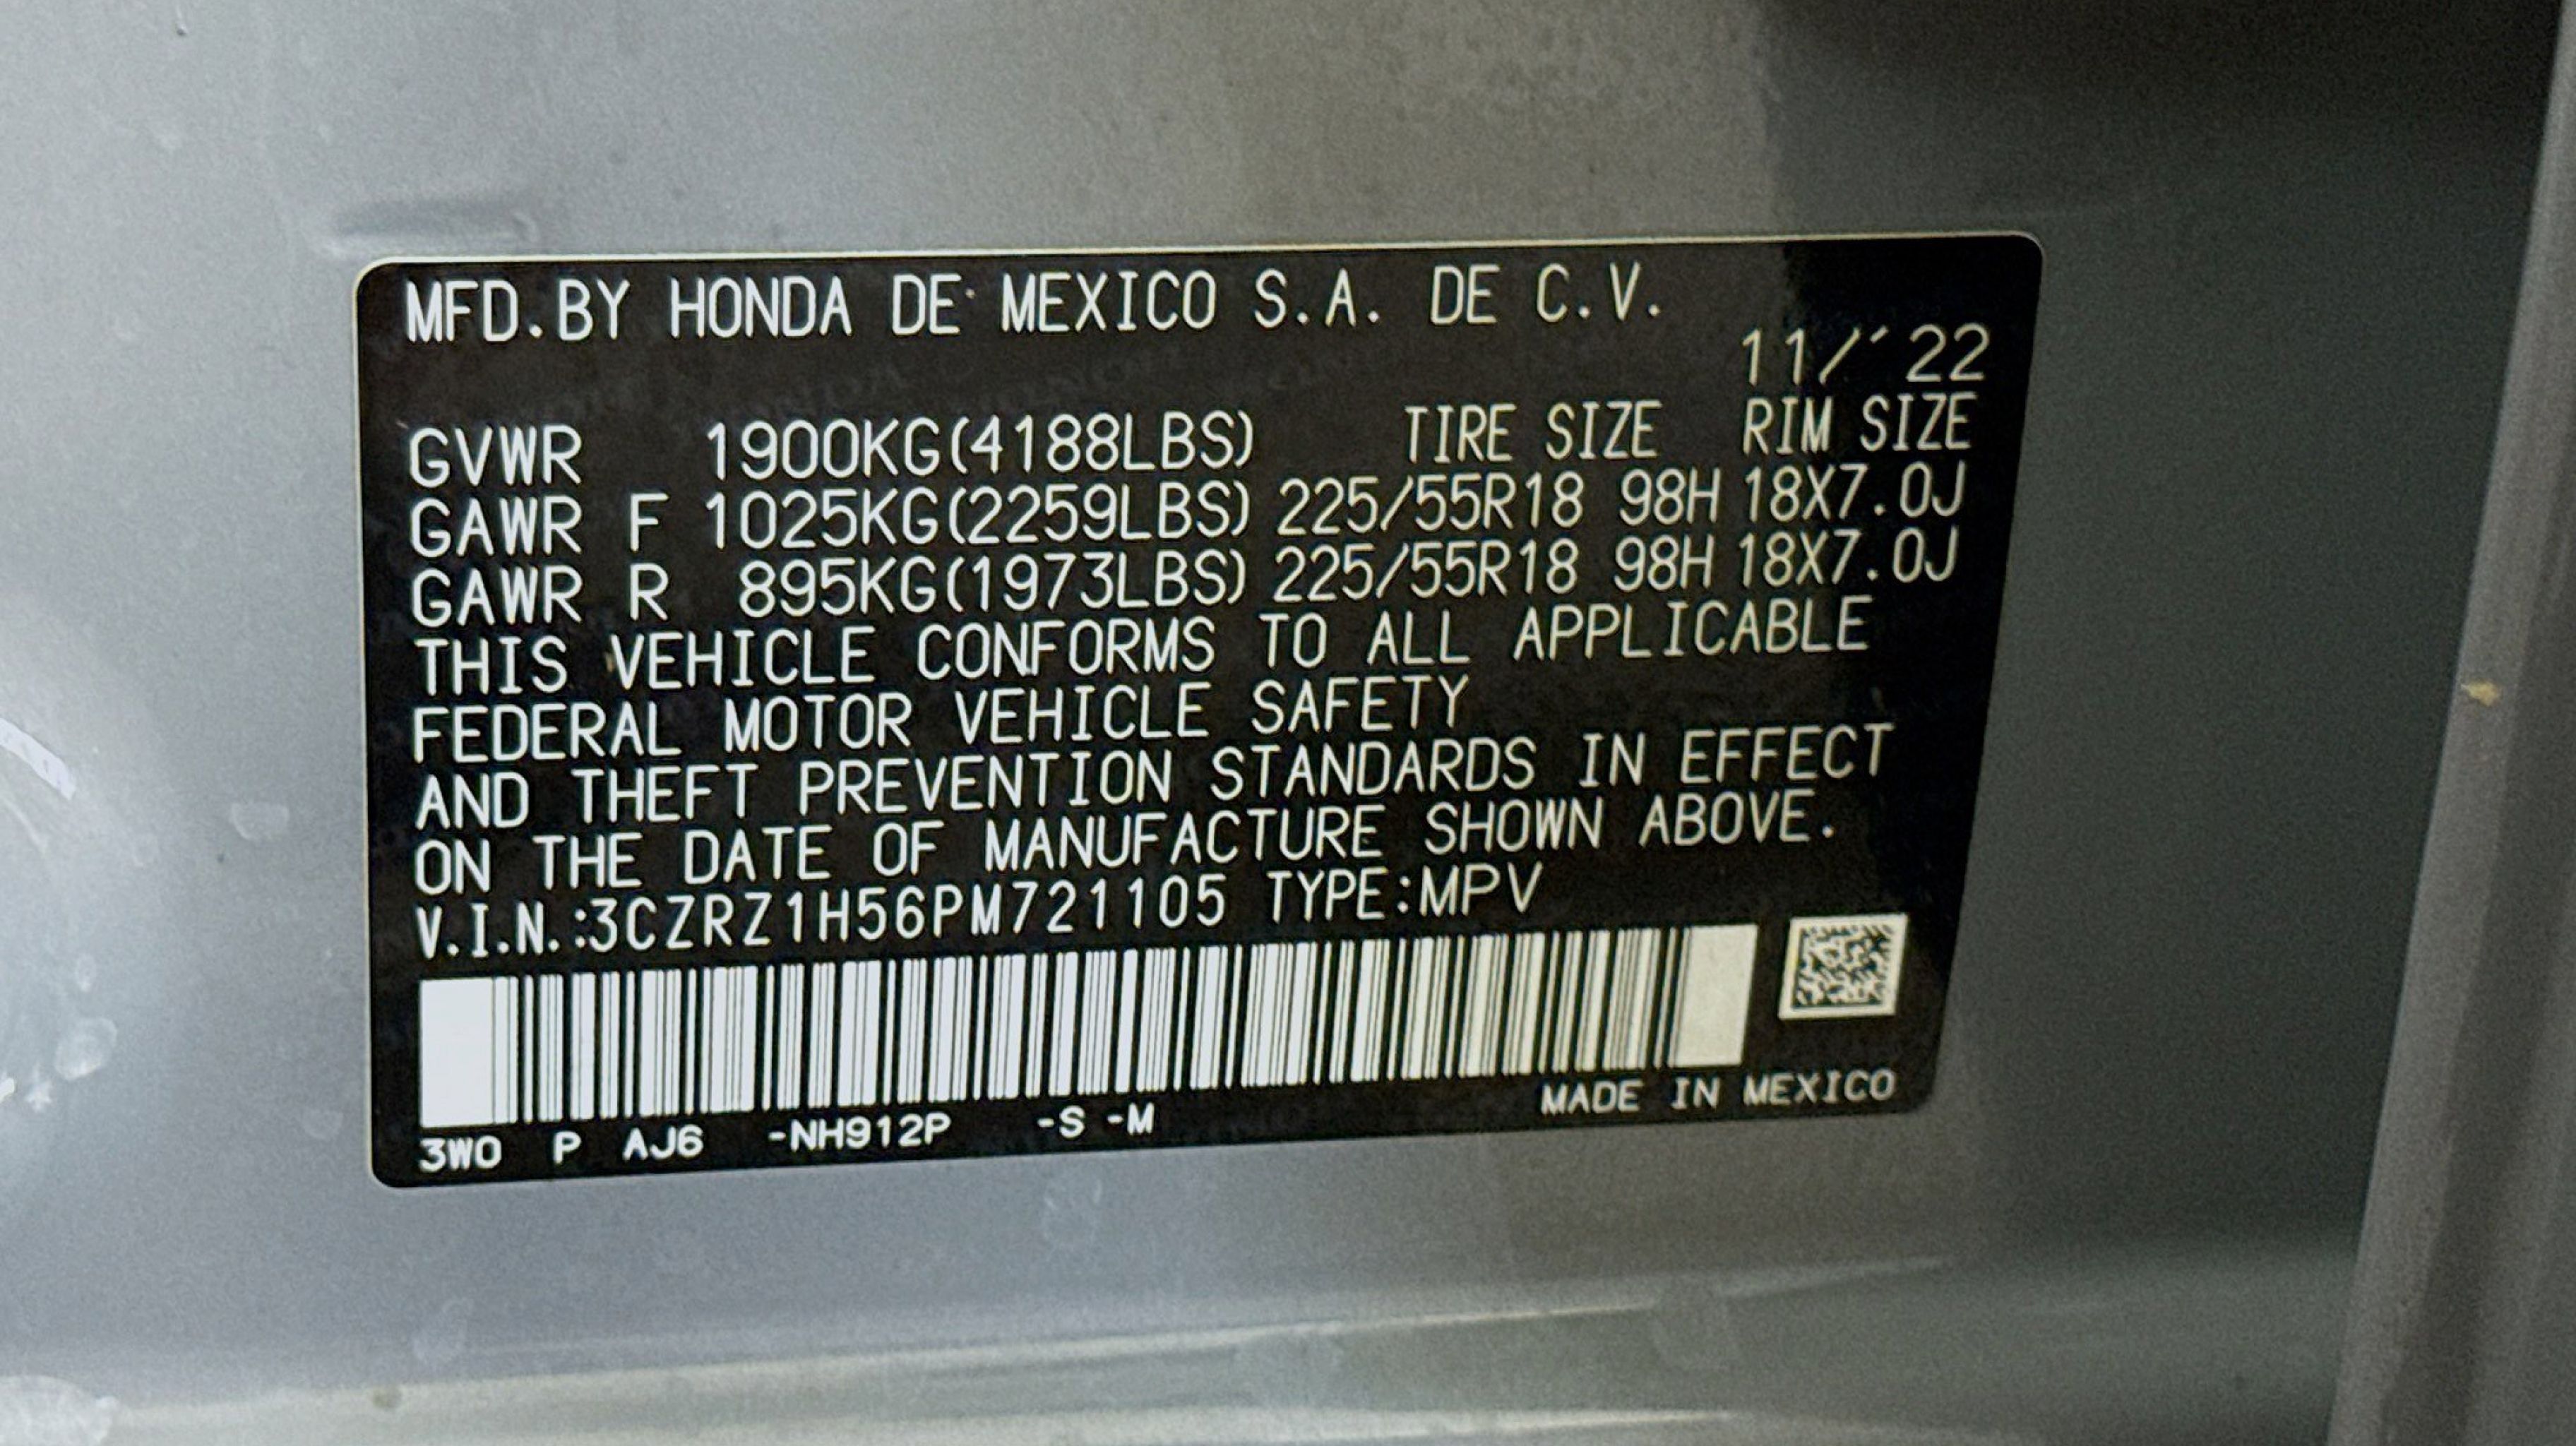 MFD.BY HONDA DE MEXICO S.A. DE C.V.
11/'22
GVWR 1900KG(4188LBS) TIRE SIZE RIM SIZE
GAWR F 1025KG(2259LBS) 225/55R18 98H 18X7.0J
GAWR R 895KG(1973LBS) 225/55R18 98H 18X7.0J
THIS VEHICLE CONFORMS TO ALL APPLICABLE
FEDERAL MOTOR VEHICLE SAFETY
AND THEFT PREVENTION STANDARDS IN EFFECT
ON THE DATE OF MANUFACTURE SHOWN ABOVE.
V.I.N.:3CZRZ1H56PM721105 TYPE:MPV
MADE IN MEXICO
3W0 P AJ6 -NH912P -S -M